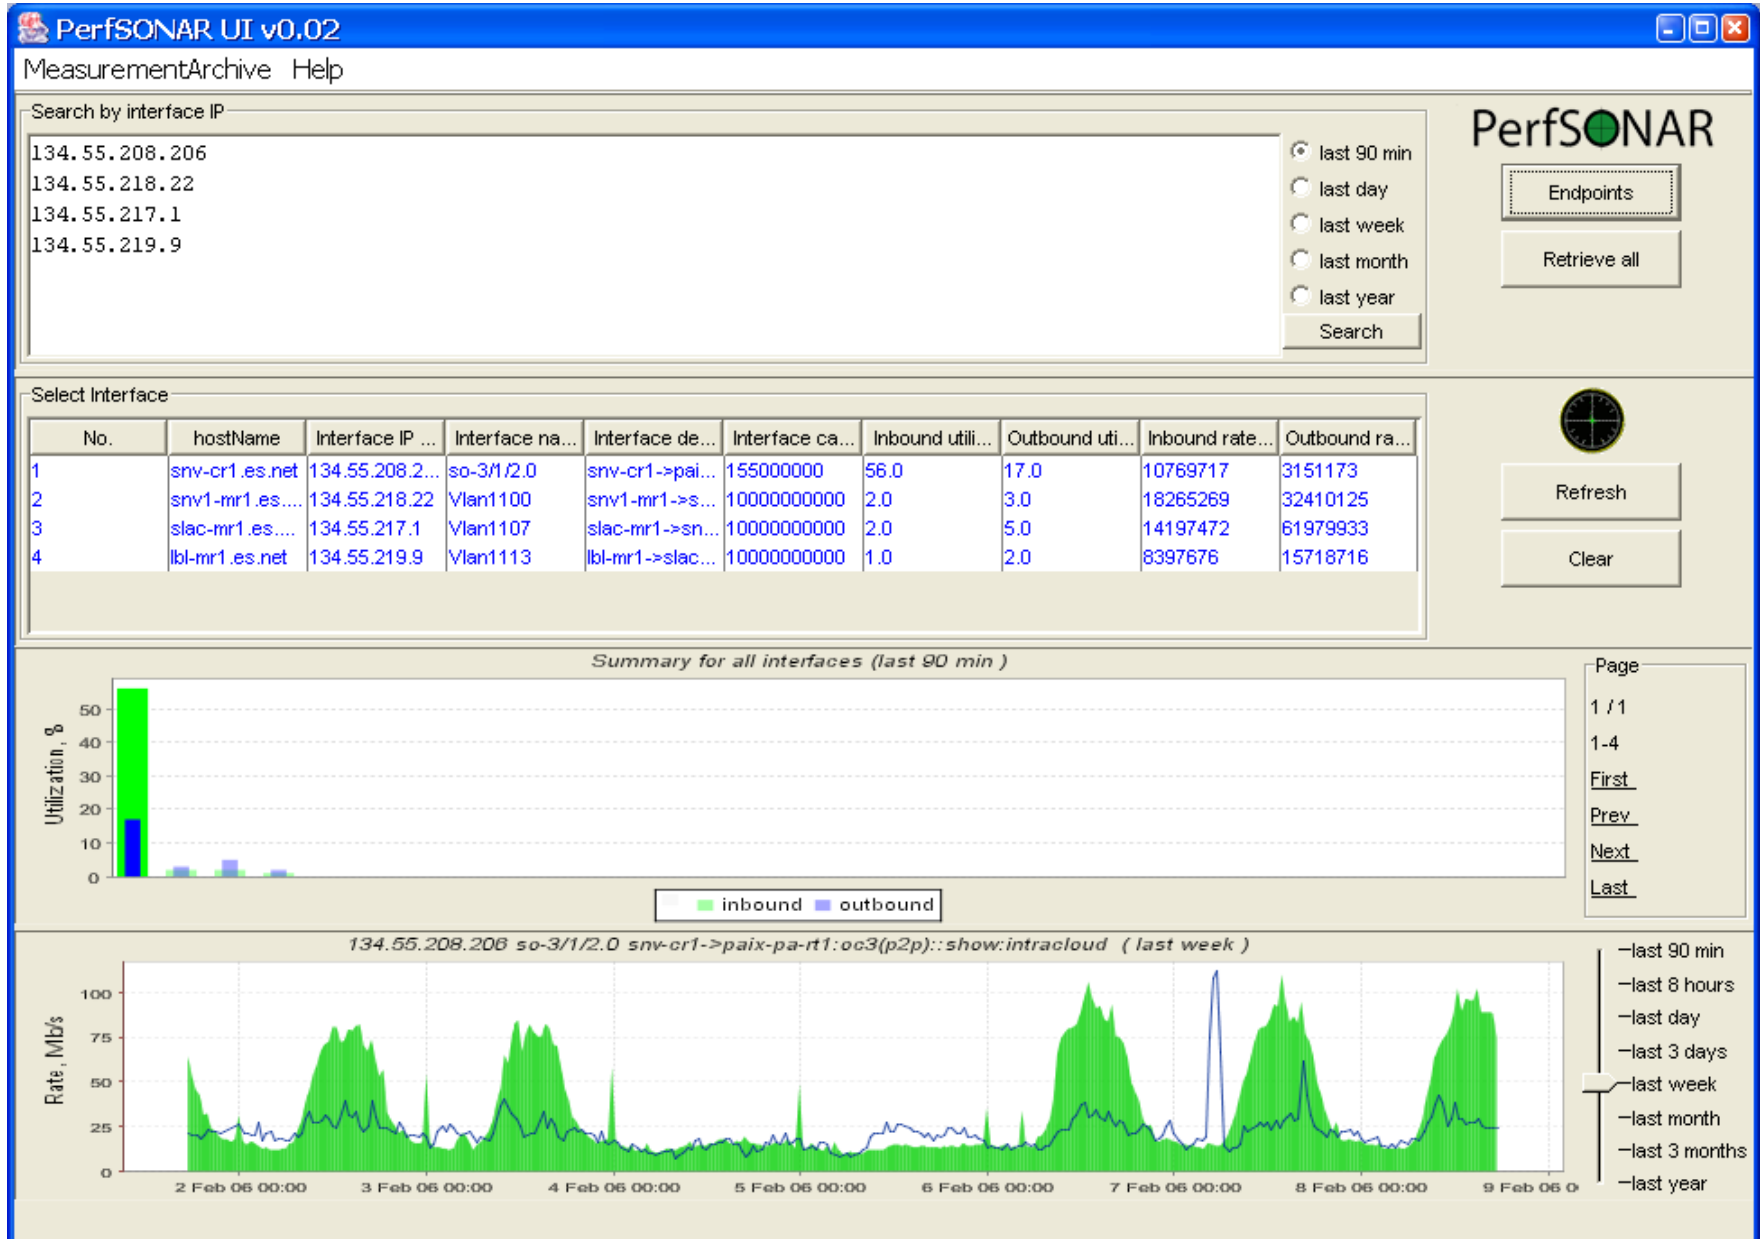 PerfSONAR UI v0.02
MeasurementArchive Help
Search by interface IP
134.55.208.206
134.55.218.22
134.55.217.1
134.55.219.9
last 90 min
last day
last week
last month
last year
Search
PerfSONAR
Endpoints
Retrieve all
Select Interface
No. hostName Interface IP ... Interface na... Interface de... Interface ca... Inbound utili... Outbound uti... Inbound rate... Outbound ra...
1 snv-cr1.es.net 134.55.208.2... so-3/1/2.0 snv-cr1->pai... 155000000 56.0 17.0 10769717 3151173
2 snv1-mr1.es.... 134.55.218.22 Vlan1100 snv1-mr1->s... 10000000000 2.0 3.0 18265269 32410125
3 slac-mr1.es.... 134.55.217.1 Vlan1107 slac-mr1->sn... 10000000000 2.0 5.0 14197472 61979933
4 lbl-mr1.es.net 134.55.219.9 Vlan1113 lbl-mr1->slac... 10000000000 1.0 2.0 8397676 15718716
Refresh
Clear
Summary for all interfaces (last 90 min )
Utilization, %
50
40
30
20
10
0
inbound outbound
Page
1 / 1
1-4
First
Prev
Next
Last
134.55.208.206 so-3/1/2.0 snv-cr1->paix-pa-rt1:oc3(p2p)::show:intracloud ( last week )
Rate, Mb/s
100
75
50
25
0
2 Feb 06 00:00 3 Feb 06 00:00 4 Feb 06 00:00 5 Feb 06 00:00 6 Feb 06 00:00 7 Feb 06 00:00 8 Feb 06 00:00 9 Feb 06 0
last 90 min
last 8 hours
last day
last 3 days
last week
last month
last 3 months
last year